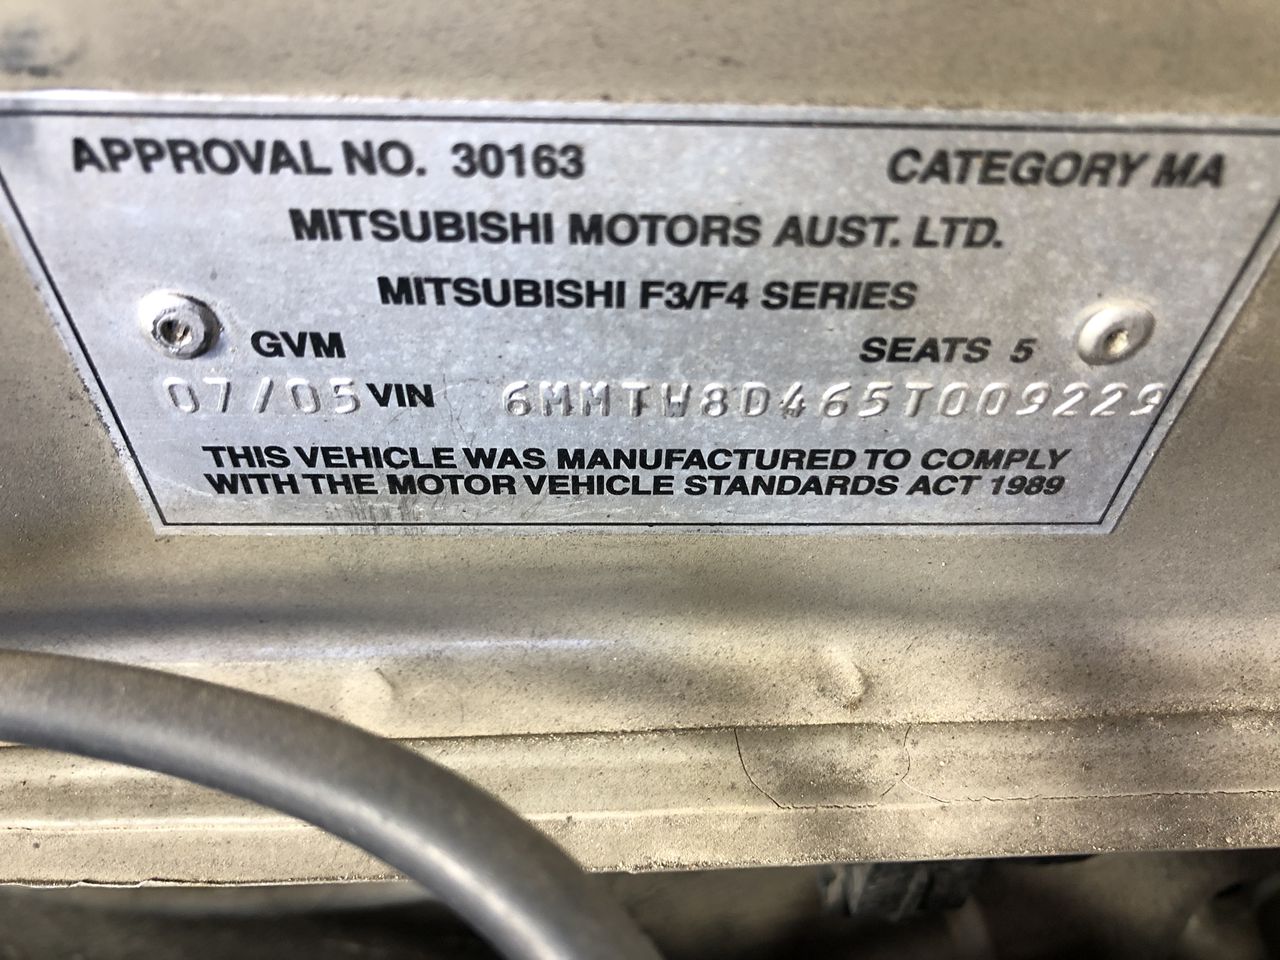 APPROVAL NO. 30163 CATEGORY MA
MITSUBISHI MOTORS AUST. LTD.
MITSUBISHI F3/F4 SERIES
GVM SEATS 5
07/05 VIN 6MMTW8D465T009229
THIS VEHICLE WAS MANUFACTURED TO COMPLY
WITH THE MOTOR VEHICLE STANDARDS ACT 1989